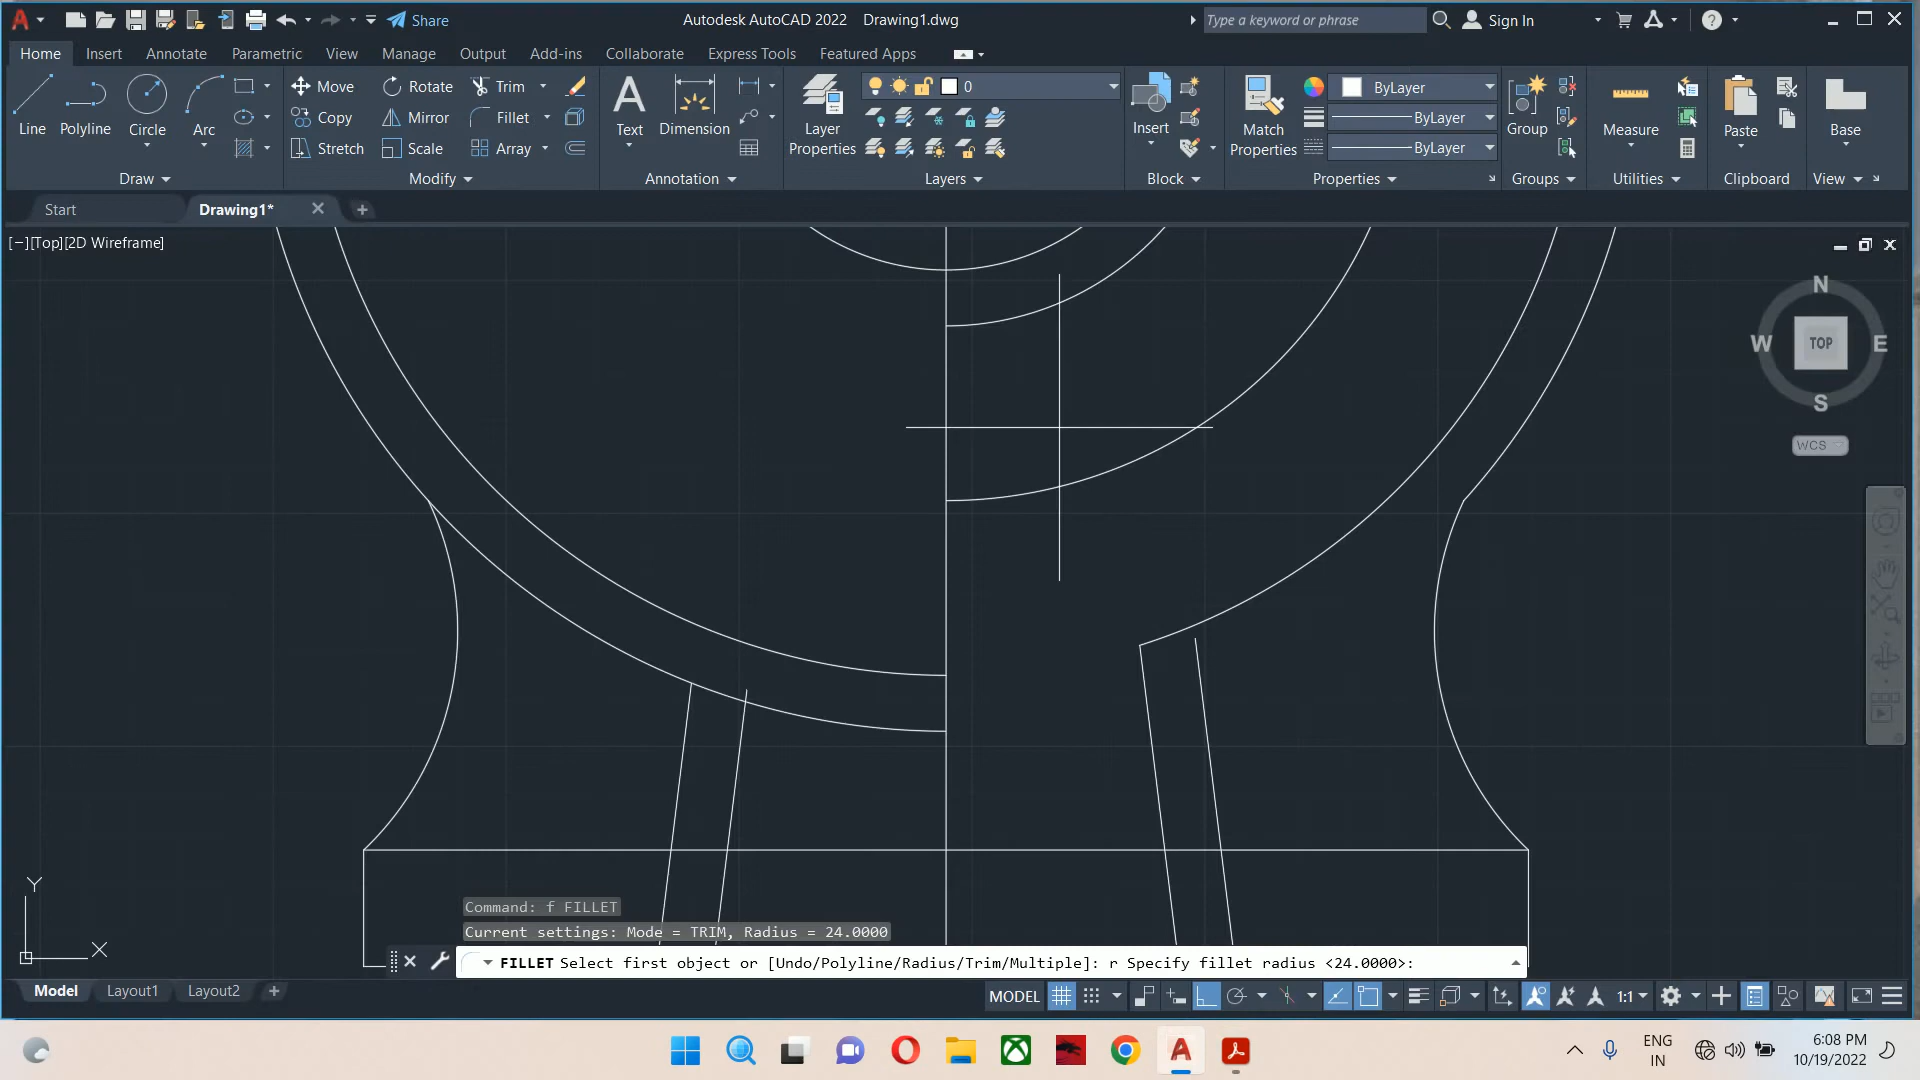 Share
Autodesk AutoCAD 2022 Drawing1.dwg
Type a keyword or phrase
Sign In
Home Insert Annotate Parametric View Manage Output Add-ins Collaborate Express Tools Featured Apps
Line Polyline Circle Arc
Move Rotate Trim
Copy Mirror Fillet
Stretch Scale Array
Text Dimension
Layer Properties
0
Insert
Match Properties
ByLayer
ByLayer
ByLayer
Group
Measure
Paste
Base
Draw Modify Annotation Layers Block Properties Groups Utilities Clipboard View
Start Drawing1*
[−][Top][2D Wireframe]
N
W TOP E
S
WCS
Y
X
Command: f FILLET
Current settings: Mode = TRIM, Radius = 24.0000
FILLET Select first object or [Undo/Polyline/Radius/Trim/Multiple]: r Specify fillet radius <24.0000>:
Model Layout1 Layout2
MODEL 1:1
ENG
IN
6:08 PM
10/19/2022